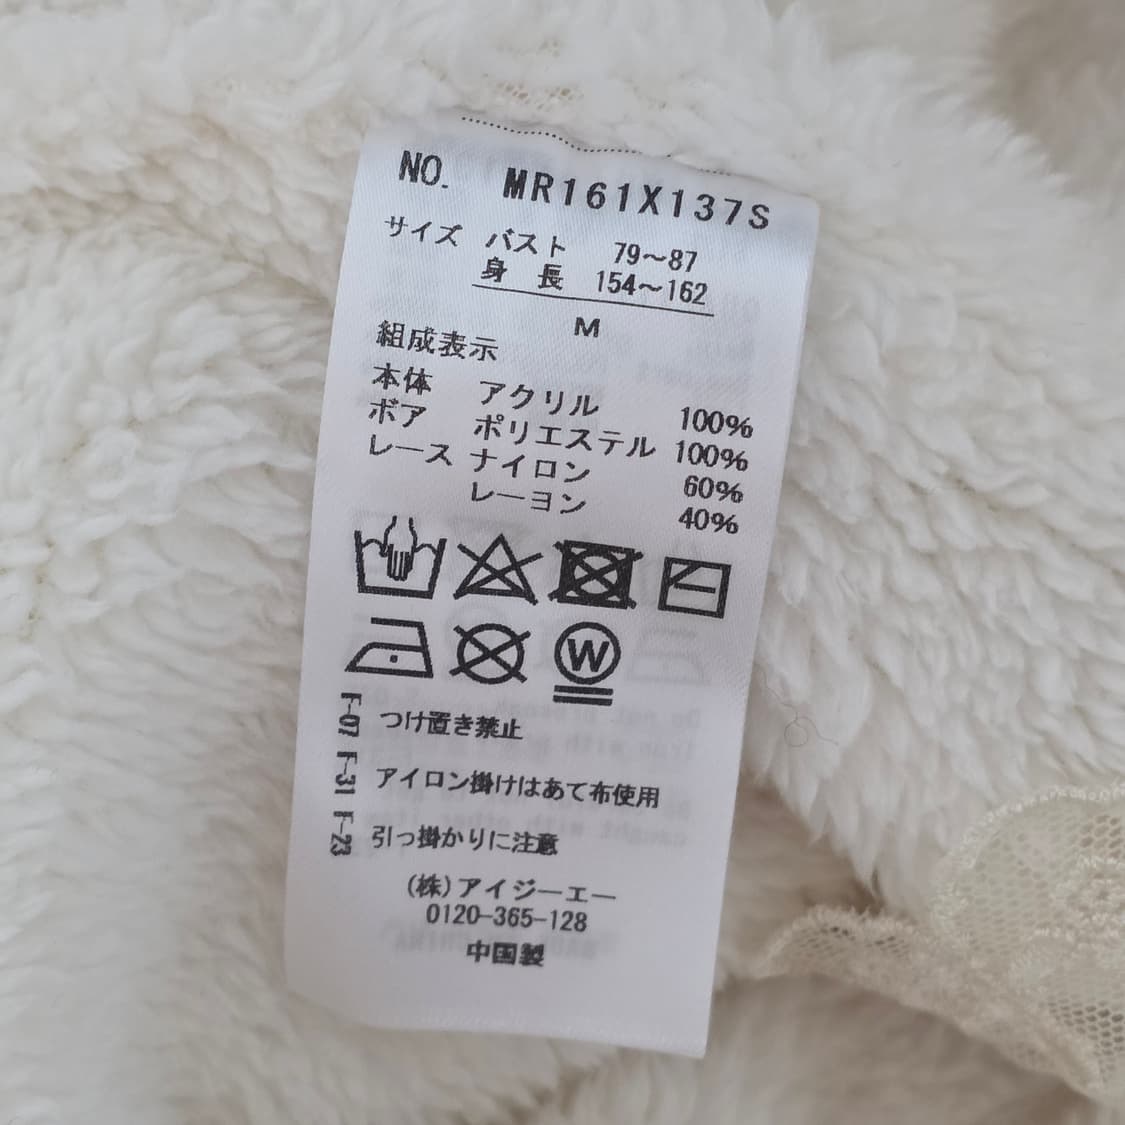 NO. MR161X137S
サイズ バスト 79〜87
身長 154〜162
M
組成表示
本体 アクリル 100%
ボア ポリエステル 100%
レース ナイロン 60%
レーヨン 40%
W
F-01 つけ置き禁止
F-31 アイロン掛けはあて布使用
F-23 引っ掛かりに注意
(株)アイジーエー
0120-365-128
中国製